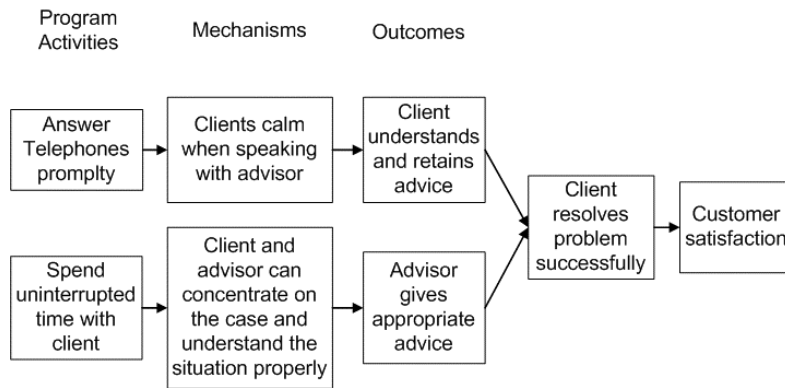 Program
Activities
Mechanisms
Outcomes
Answer
Telephones
promplty
Clients calm
when speaking
with advisor
Client
understands
and retains
advice
Client
resolves
problem
successfully
Customer
satisfaction
Spend
uninterrupted
time with
client
Client and
advisor can
concentrate on
the case and
understand the
situation properly
Advisor
gives
appropriate
advice